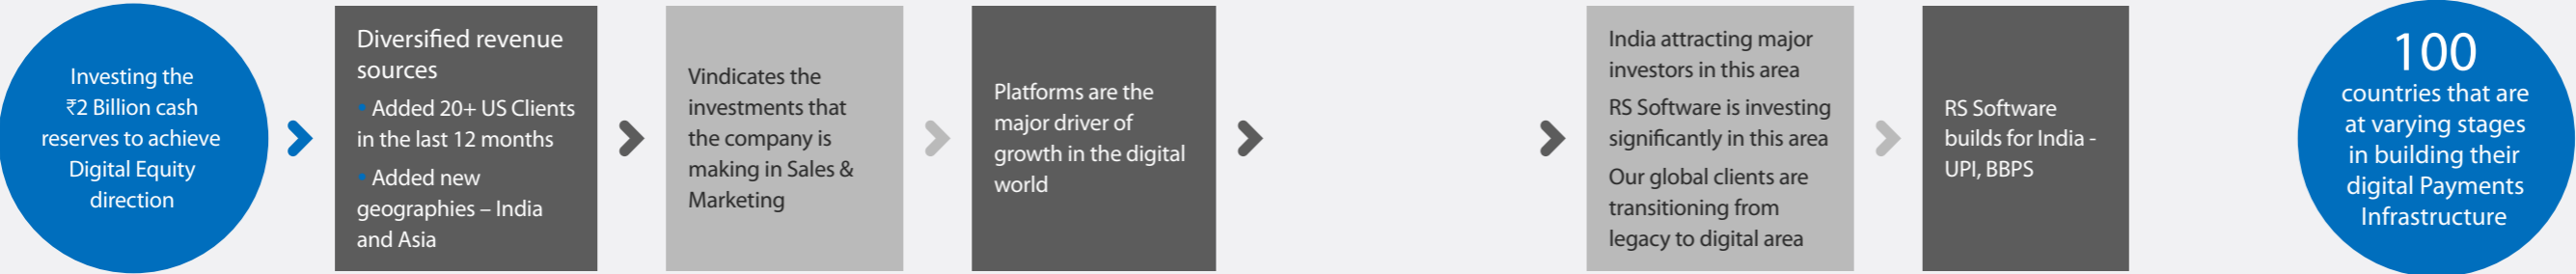 Investing the
₹2 Billion cash
reserves to achieve
Digital Equity
direction
Diversified revenue
sources
• Added 20+ US Clients
in the last 12 months
• Added new
geographies – India
and Asia
Vindicates the
investments that
the company is
making in Sales &
Marketing
Platforms are the
major driver of
growth in the digital
world
India attracting major
investors in this area
RS Software is investing
significantly in this area
Our global clients are
transitioning from
legacy to digital area
RS Software
builds for India -
UPI, BBPS
100
countries that are
at varying stages
in building their
digital Payments
Infrastructure